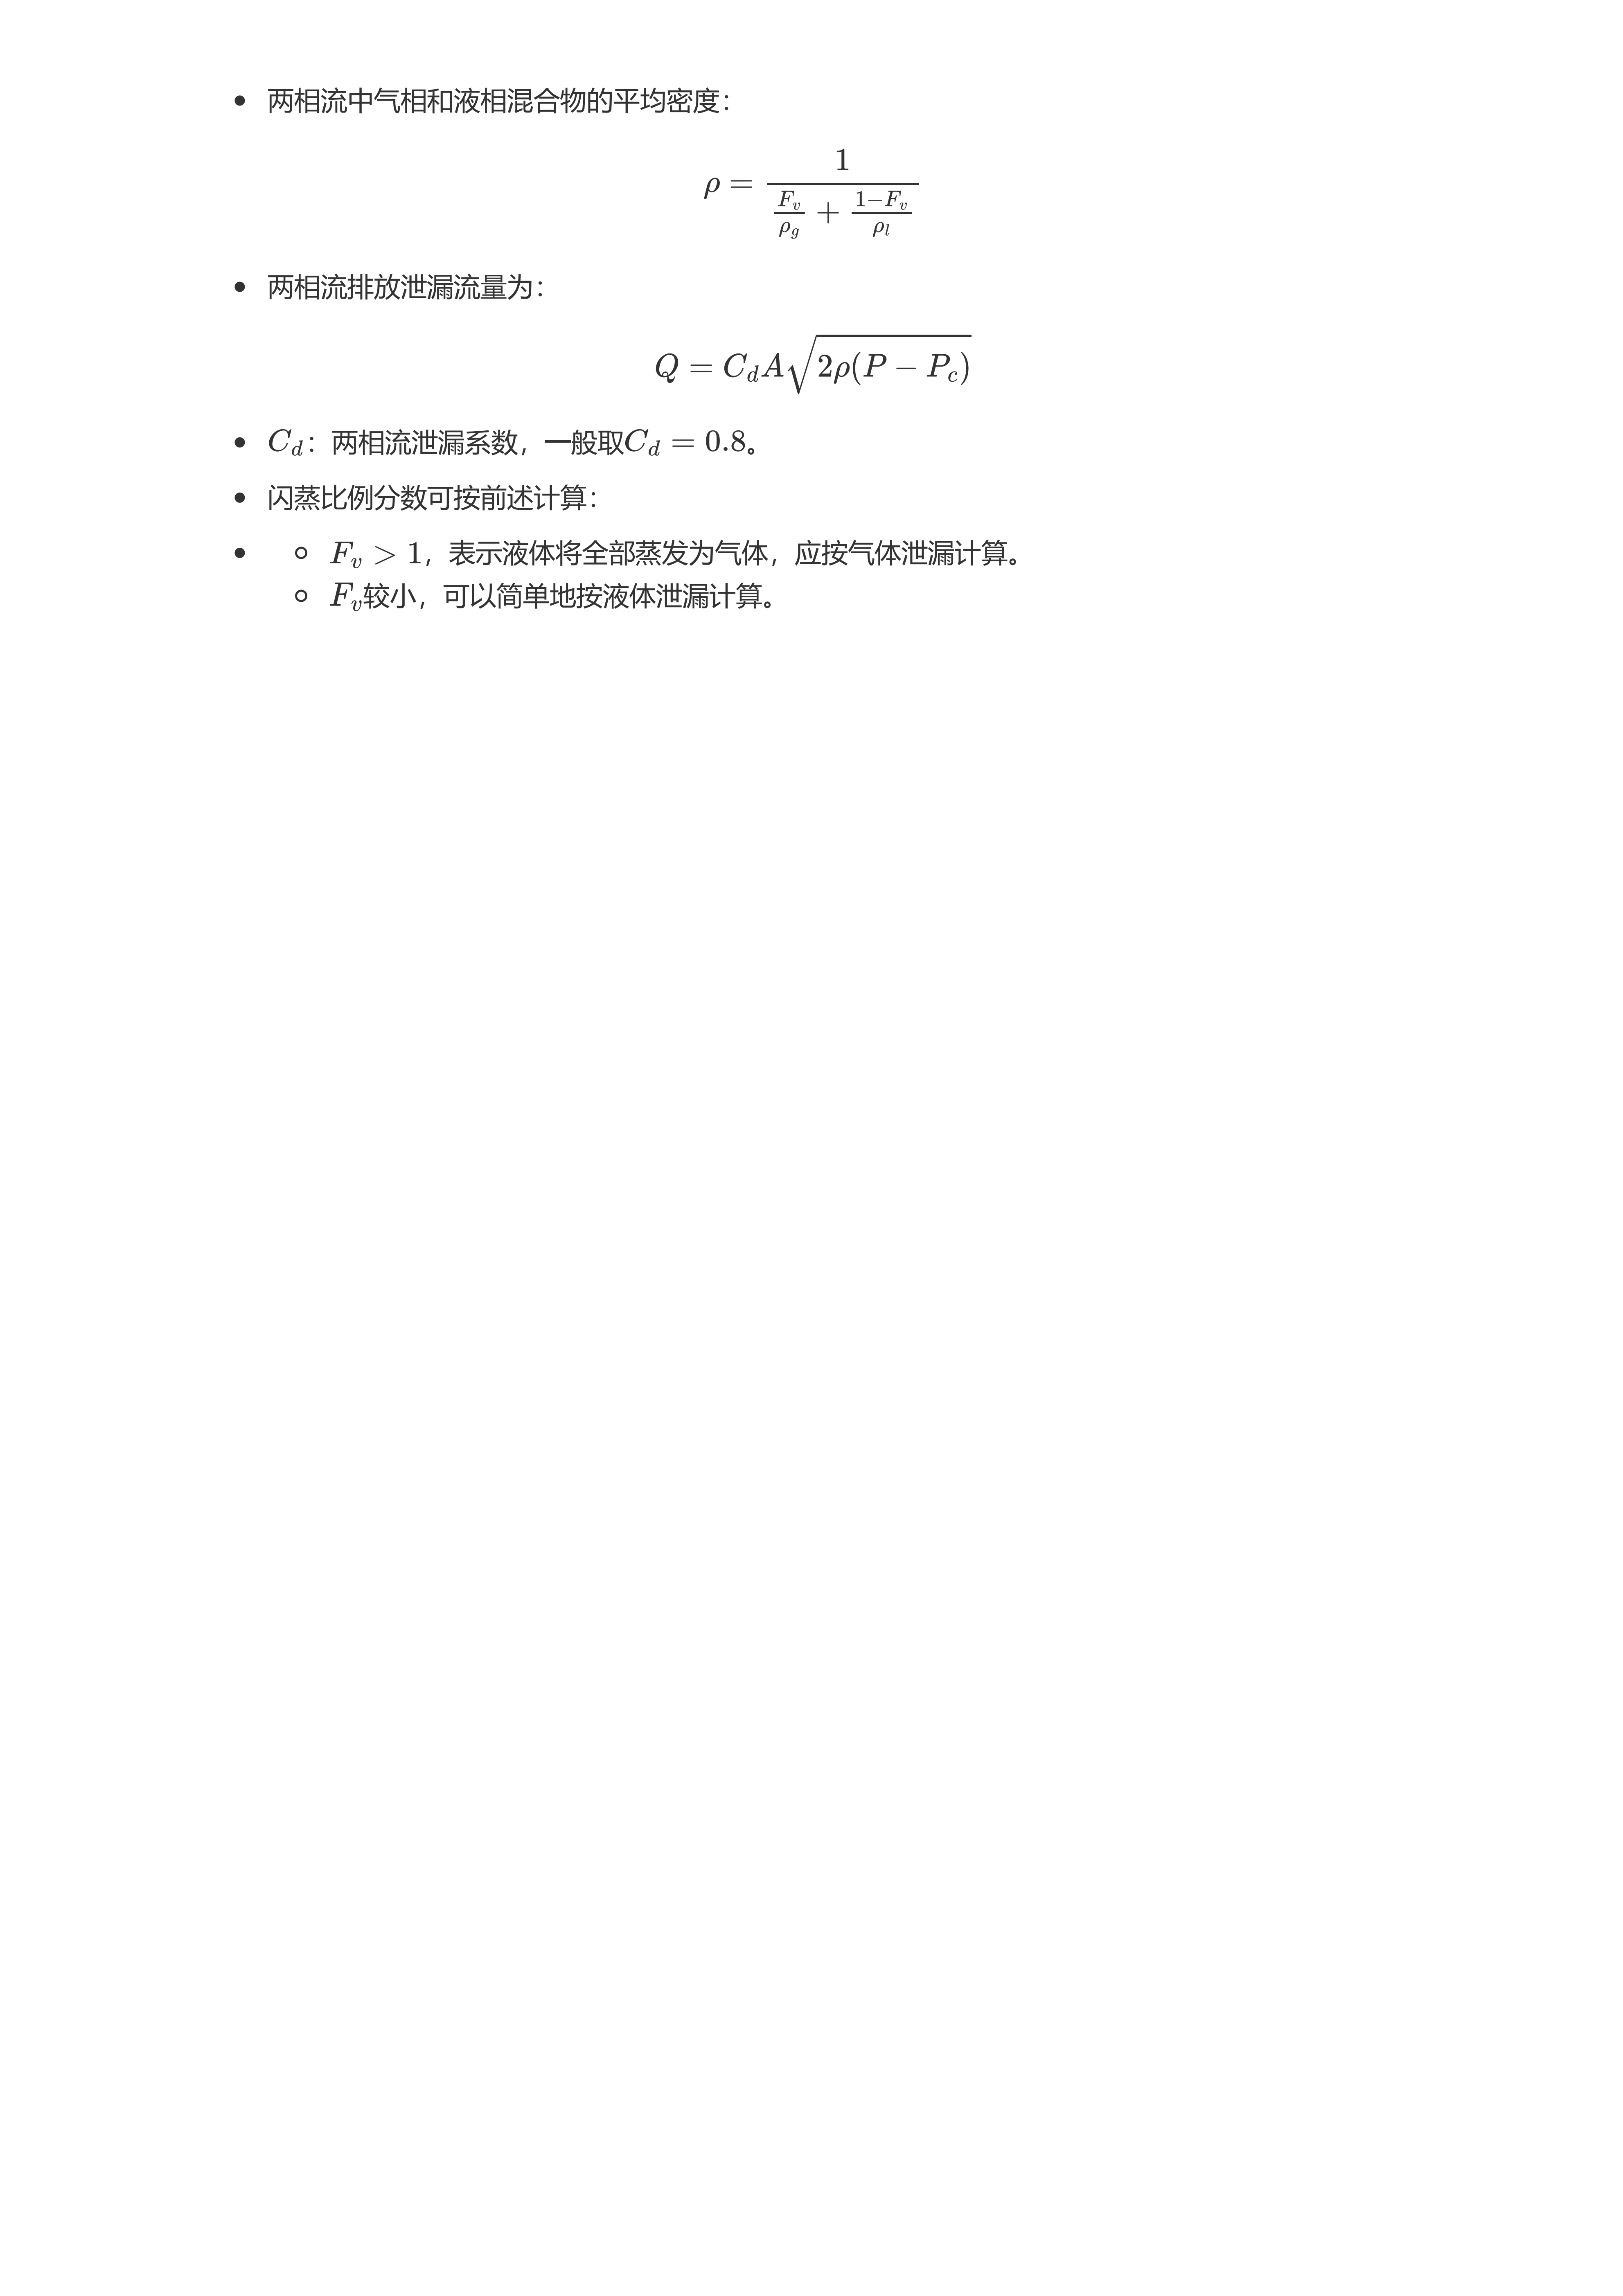 • 两相流中气相和液相混合物的平均密度：
$$\rho = \frac{1}{\frac{F_v}{\rho_g} + \frac{1-F_v}{\rho_l}}$$
• 两相流排放泄漏流量为：
$$Q = C_d A \sqrt{2\rho(P - P_c)}$$
• $C_d$：两相流泄漏系数，一般取$C_d = 0.8$。
• 闪蒸比例分数可按前述计算：
• ◦ $F_v > 1$，表示液体将全部蒸发为气体，应按气体泄漏计算。
◦ $F_v$较小，可以简单地按液体泄漏计算。